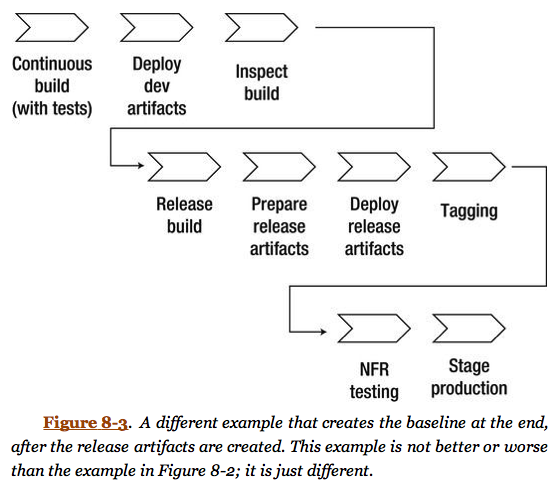 Continuous
build
(with tests)
Deploy
dev
artifacts
Inspect
build
Release
build
Prepare
release
artifacts
Deploy
release
artifacts
Tagging
NFR
testing
Stage
production
Figure 8-3. A different example that creates the baseline at the end,
after the release artifacts are created. This example is not better or worse
than the example in Figure 8-2; it is just different.